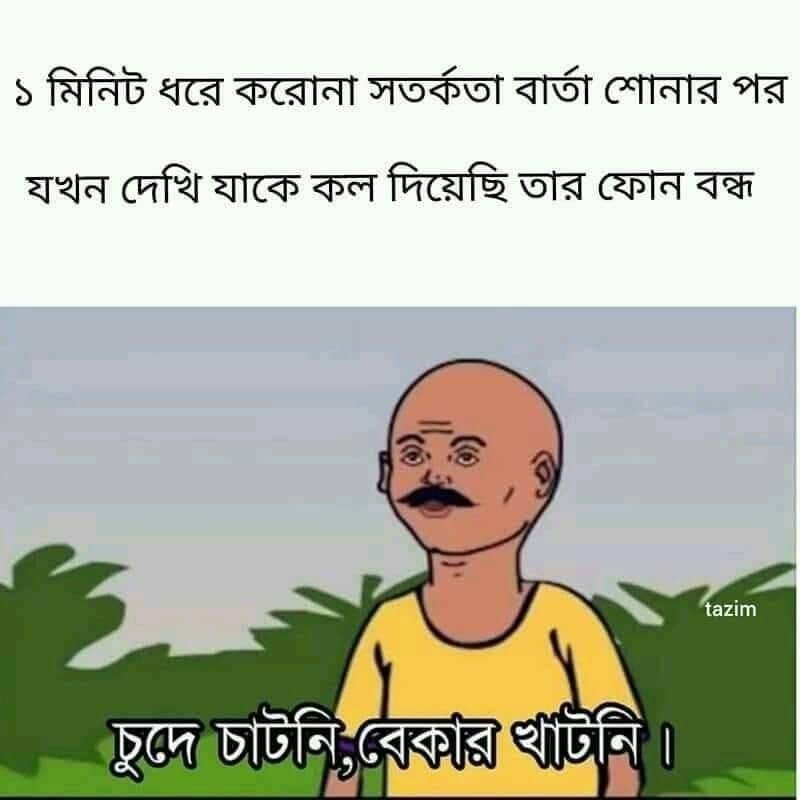 ১ মিনিট ধরে করোনা সতর্কতা বার্তা শোনার পর
যখন দেখি যাকে কল দিয়েছি তার ফোন বন্ধ
tazim
চুদে চাটনি,বেকার খাটনি।